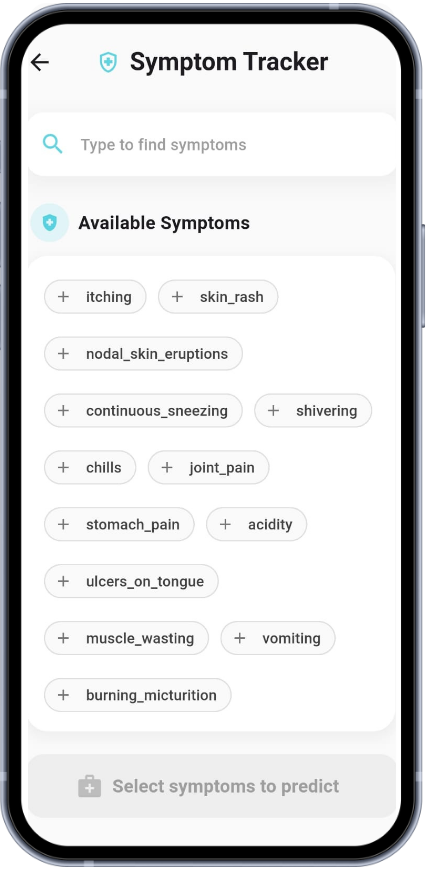 Symptom Tracker
Type to find symptoms
Available Symptoms
itching skin_rash
nodal_skin_eruptions
continuous_sneezing shivering
chills joint_pain
stomach_pain acidity
ulcers_on_tongue
muscle_wasting vomiting
burning_micturition
Select symptoms to predict